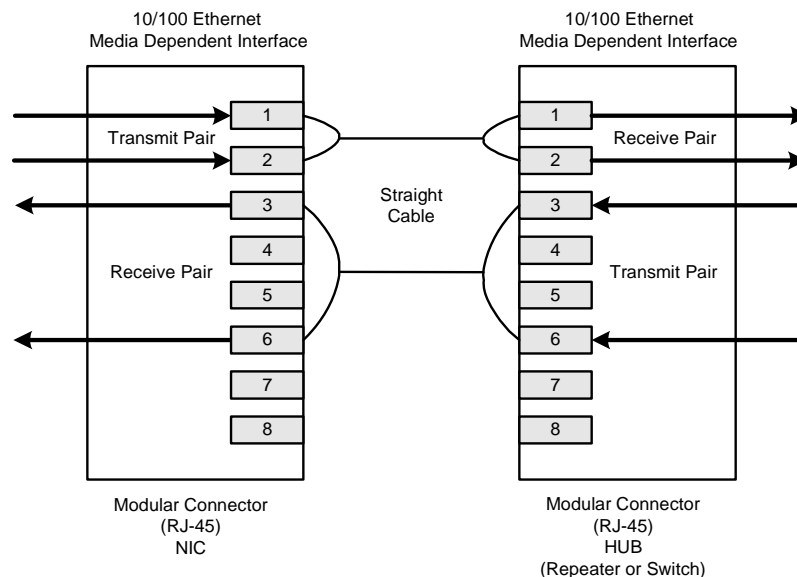 10/100 Ethernet
Media Dependent Interface
10/100 Ethernet
Media Dependent Interface
1
Transmit Pair
2
3
4
Receive Pair
5
6
7
8
Straight
Cable
1
Receive Pair
2
3
4
Transmit Pair
5
6
7
8
Modular Connector
(RJ-45)
NIC
Modular Connector
(RJ-45)
HUB
(Repeater or Switch)